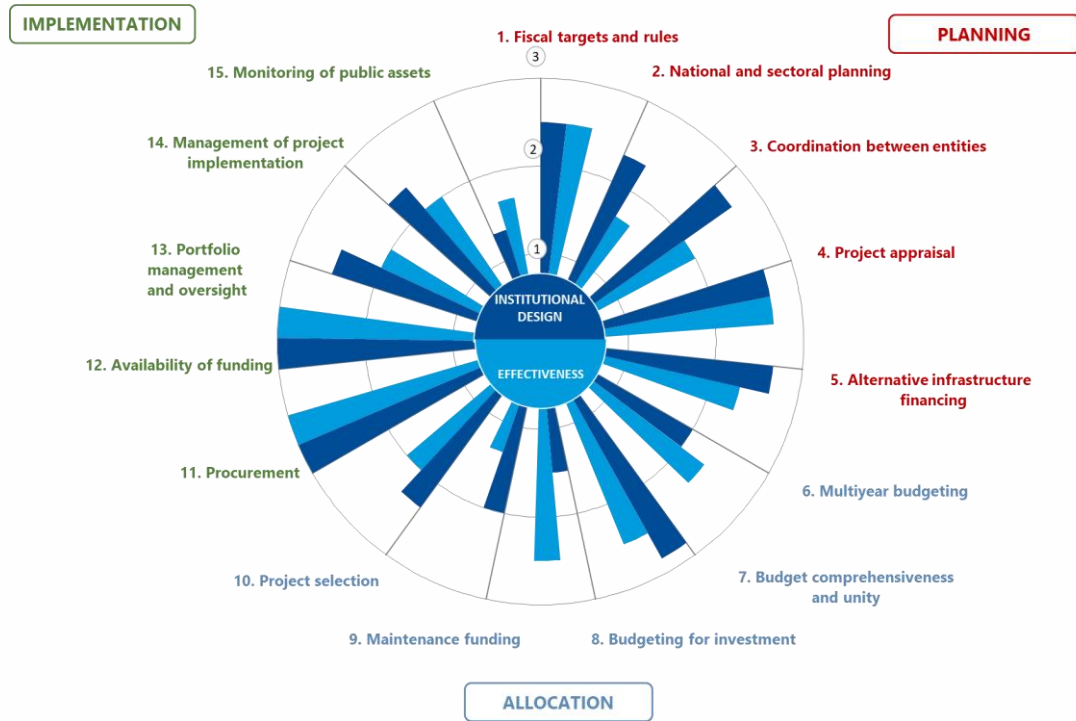 IMPLEMENTATION
PLANNING
1. Fiscal targets and rules
2. National and sectoral planning
3. Coordination between entities
4. Project appraisal
5. Alternative infrastructure
financing
6. Multiyear budgeting
7. Budget comprehensiveness
and unity
8. Budgeting for investment
9. Maintenance funding
10. Project selection
11. Procurement
12. Availability of funding
13. Portfolio
management
and oversight
14. Management of project
implementation
15. Monitoring of public assets
3
2
1
INSTITUTIONAL
DESIGN
EFFECTIVENESS
ALLOCATION